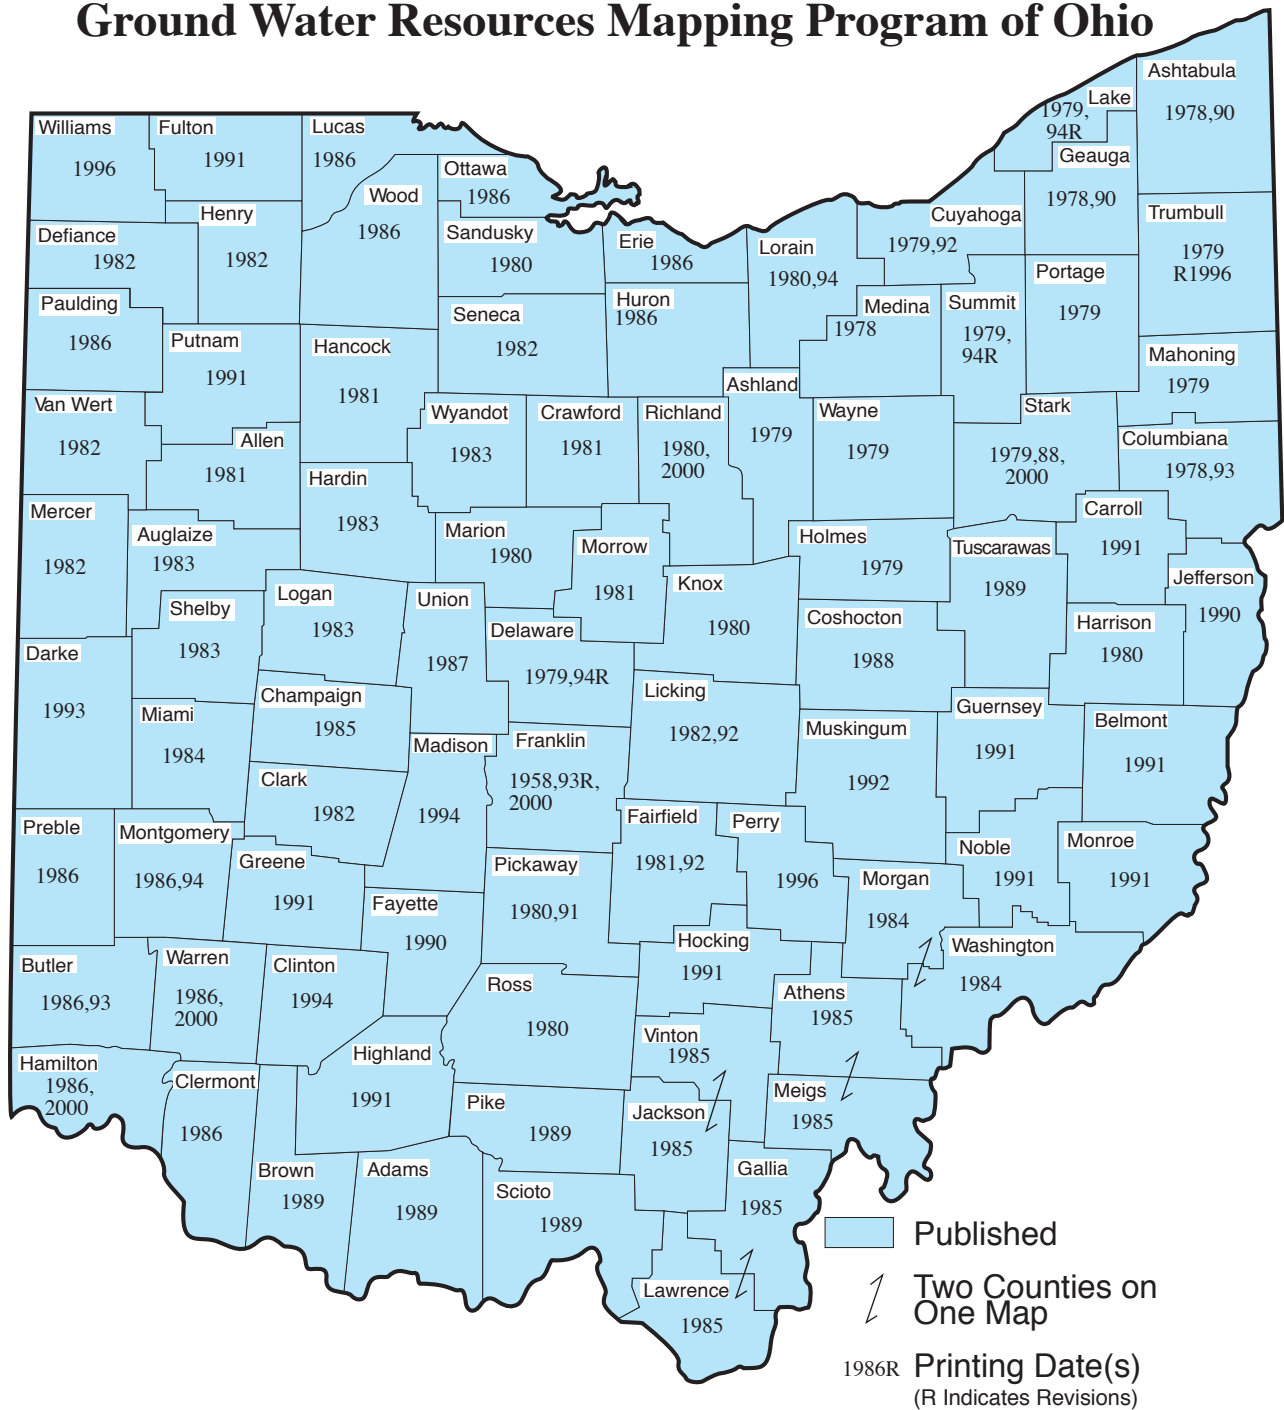 Ground Water Resources Mapping Program of Ohio
Williams
1996
Fulton
1991
Lucas
1986
Ottawa
1986
Wood
1986
Henry
1982
Defiance
1982
Sandusky
1980
Erie
1986
Lorain
1980,94
Cuyahoga
1979,92
Lake
1979,
94R
Geauga
1978,90
Ashtabula
1978,90
Trumbull
1979
R1996
Paulding
1986
Putnam
1991
Hancock
1981
Seneca
1982
Huron
1986
Medina
1978
Summit
1979,
94R
Portage
1979
Mahoning
1979
Van Wert
1982
Allen
1981
Wyandot
1983
Crawford
1981
Richland
1980,
2000
Ashland
1979
Wayne
1979
Stark
1979,88,
2000
Columbiana
1978,93
Mercer
1982
Auglaize
1983
Hardin
1983
Marion
1980
Morrow
1981
Knox
1980
Holmes
1979
Tuscarawas
1989
Carroll
1991
Jefferson
1990
Harrison
1980
Coshocton
1988
Shelby
1983
Logan
1983
Union
1987
Delaware
1979,94R
Darke
1993
Miami
1984
Champaign
1985
Licking
1982,92
Muskingum
1992
Guernsey
1991
Belmont
1991
Clark
1982
Madison
1994
Franklin
1958,93R,
2000
Fairfield
1981,92
Perry
1996
Morgan
1984
Noble
1991
Monroe
1991
Preble
1986
Montgomery
1986,94
Greene
1991
Fayette
1990
Pickaway
1980,91
Hocking
1991
Washington
1984
Butler
1986,93
Warren
1986,
2000
Clinton
1994
Ross
1980
Athens
1985
Vinton
1985
Hamilton
1986,
2000
Clermont
1986
Highland
1991
Pike
1989
Jackson
1985
Meigs
1985
Brown
1989
Adams
1989
Scioto
1989
Gallia
1985
Lawrence
1985
Published
Two Counties on
One Map
1986R Printing Date(s)
(R Indicates Revisions)